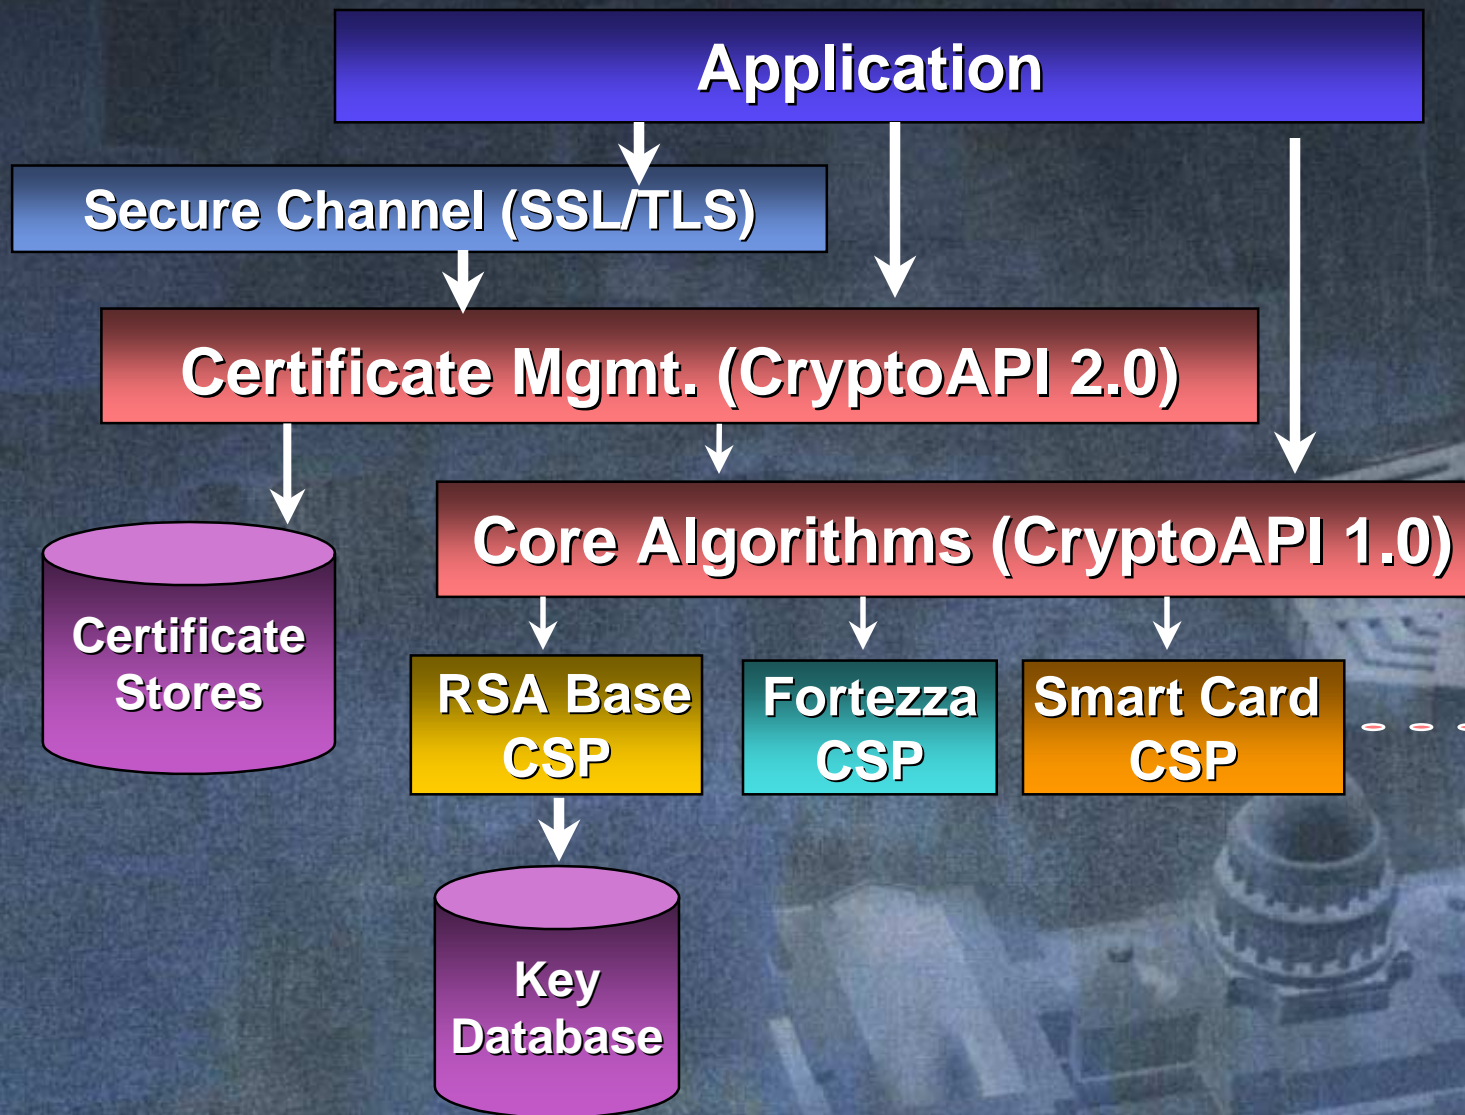 Application
Secure Channel (SSL/TLS)
Certificate Mgmt. (CryptoAPI 2.0)
Core Algorithms (CryptoAPI 1.0)
Certificate
Stores
RSA Base
CSP
Fortezza
CSP
Smart Card
CSP
Key
Database